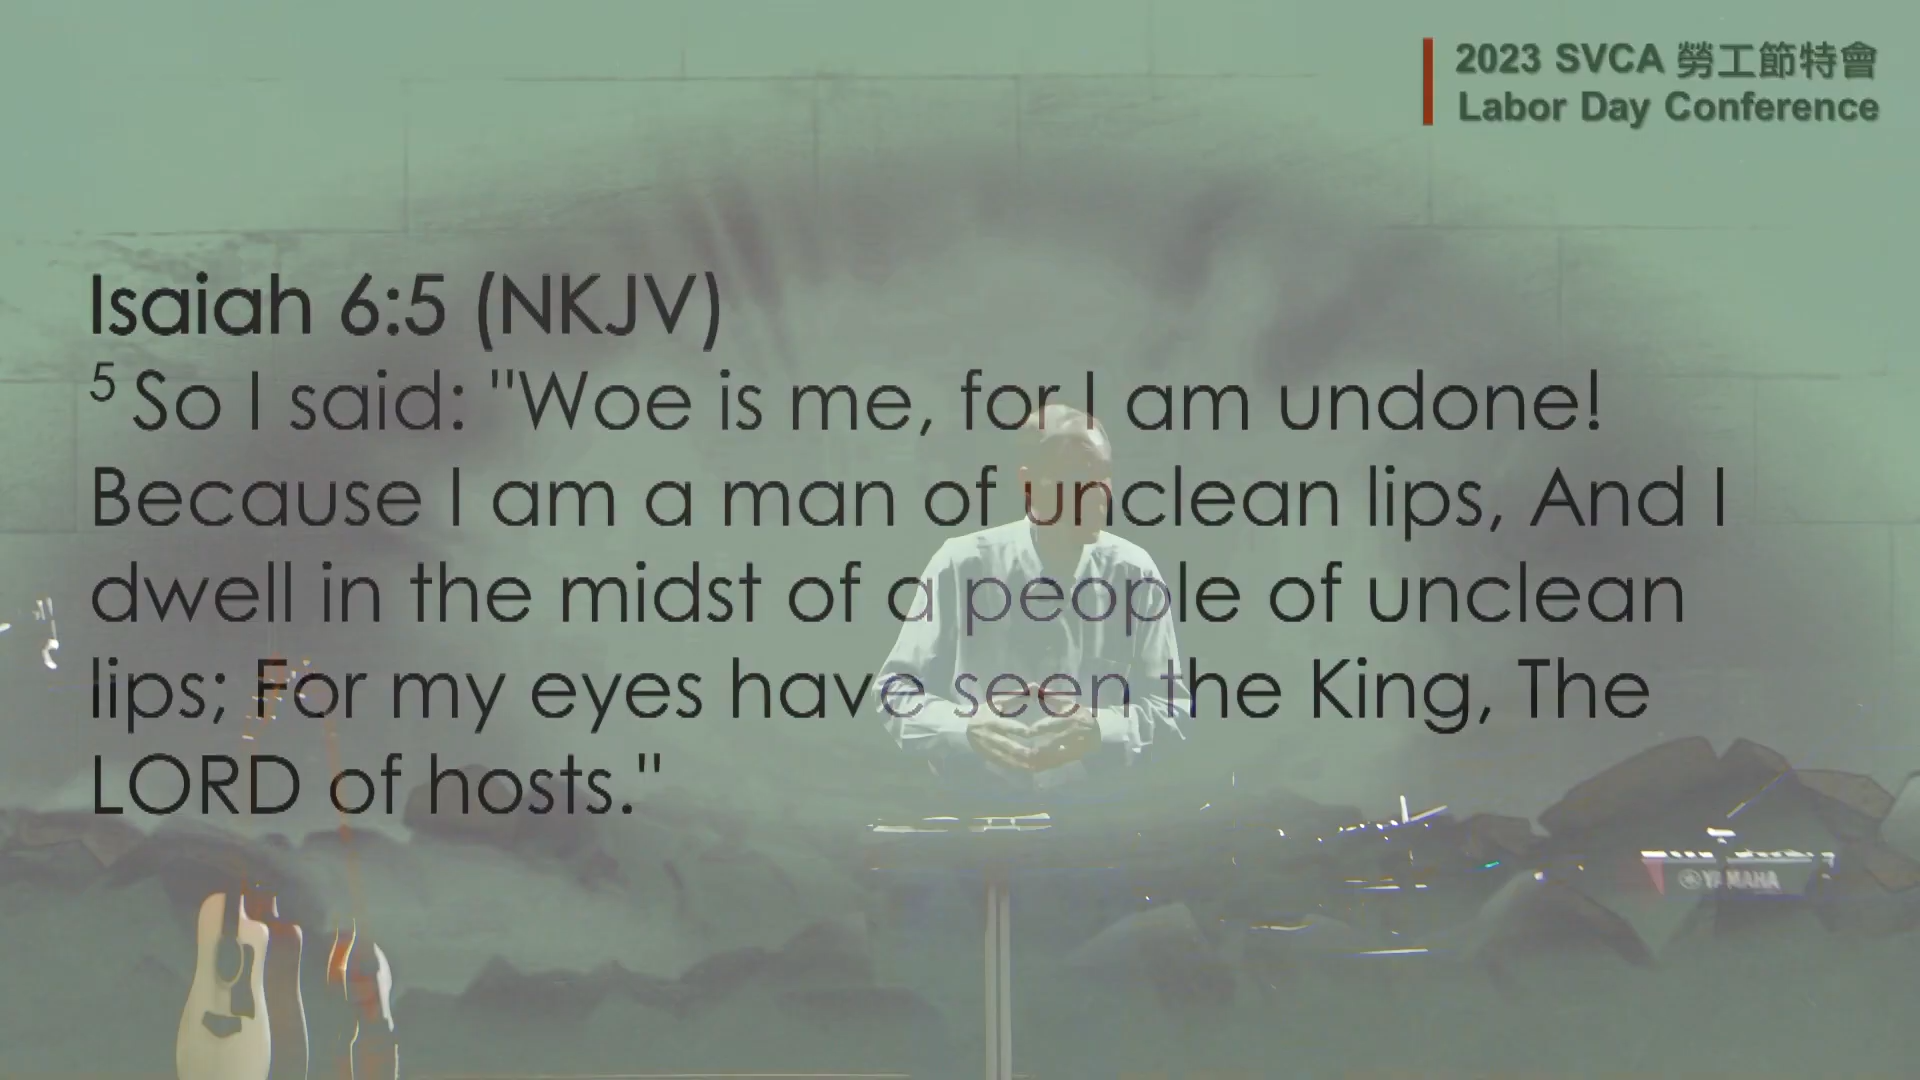 2023 SVCA 勞工節特會
Labor Day Conference
Isaiah 6:5 (NKJV)
5 So I said: "Woe is me, for I am undone!
Because I am a man of unclean lips, And I
dwell in the midst of a people of unclean
lips; For my eyes have seen the King, The
LORD of hosts."
YAMAHA